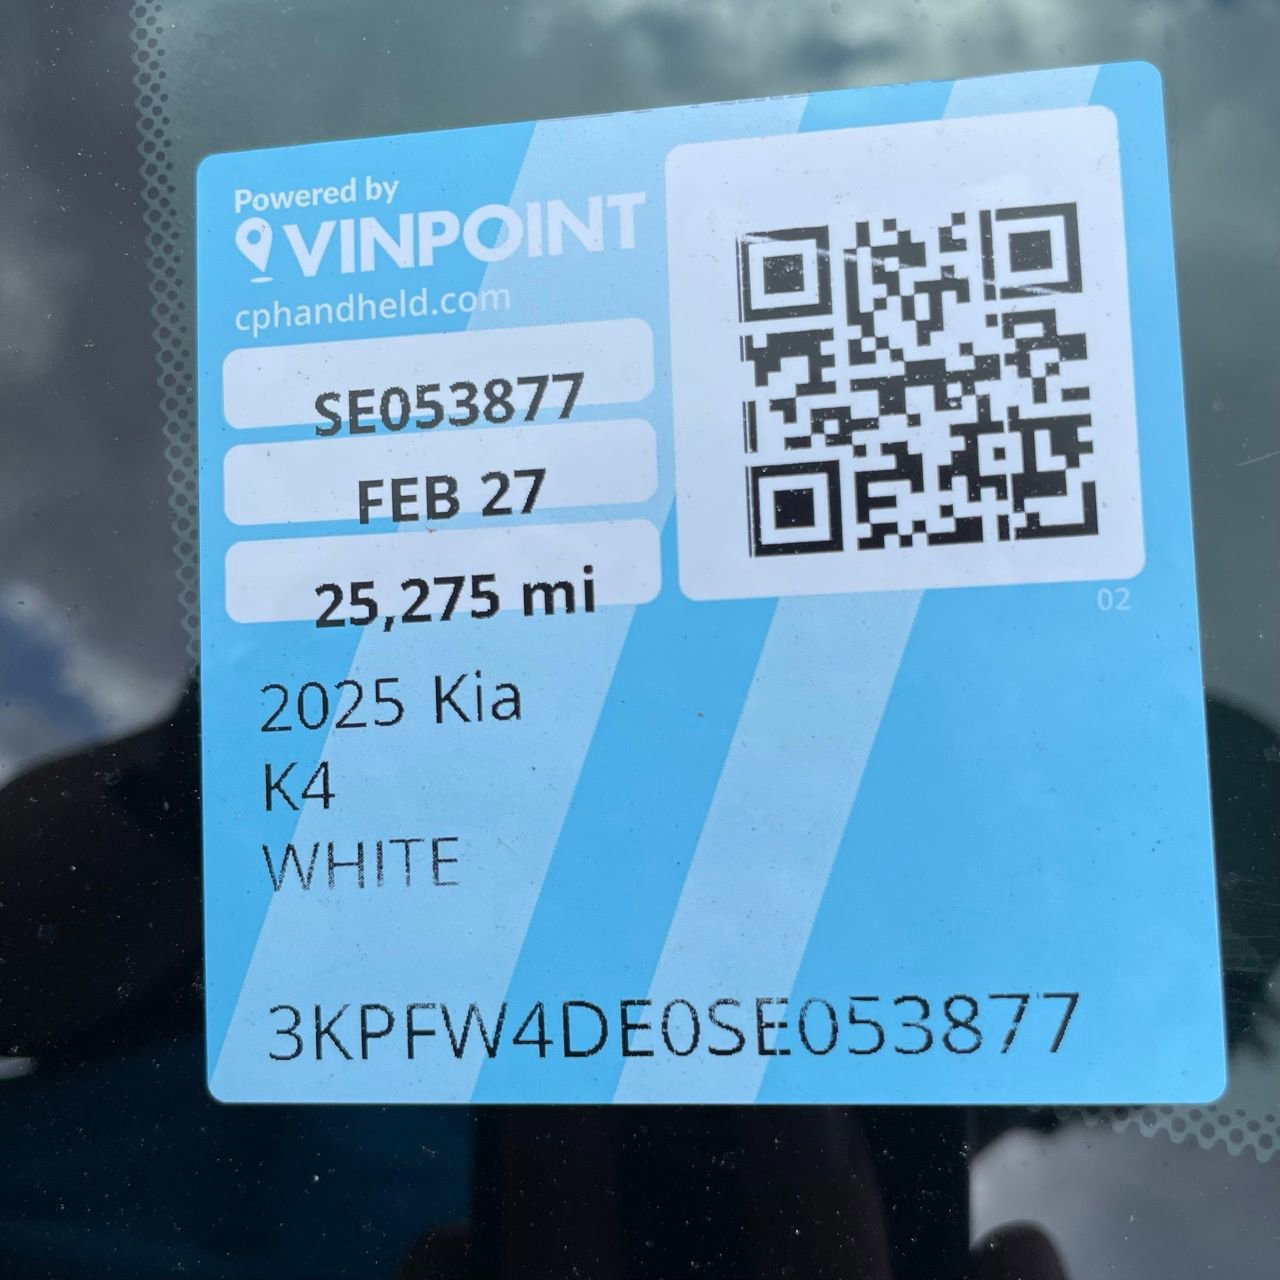 Powered by
VINPOINT
cphandheld.com
SE053877
FEB 27
25,275 mi
02
2025 Kia
K4
WHITE
3KPFW4DE0SE053877